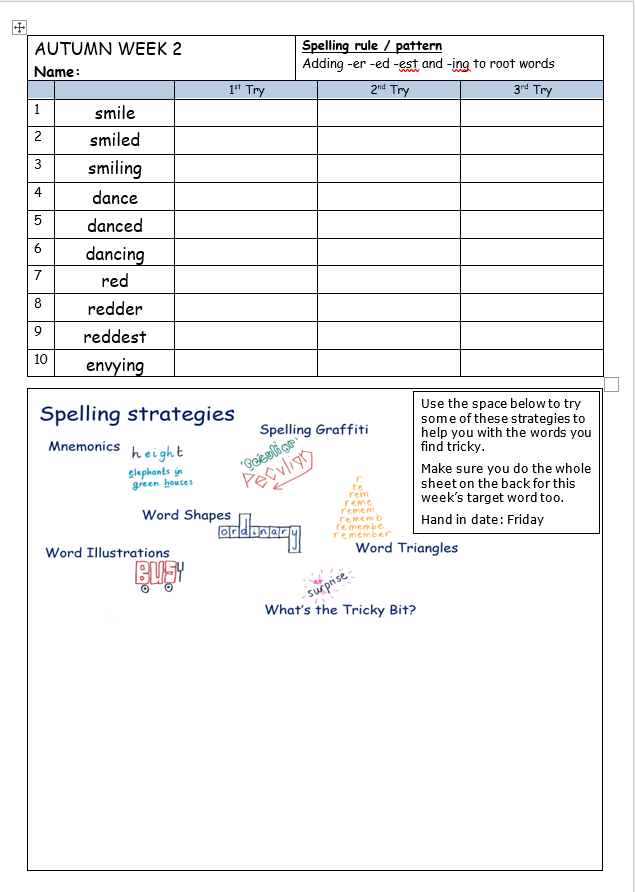 AUTUMN WEEK 2
Name:
Spelling rule / pattern
Adding -er -ed -est and -ing to root words
1st Try 2nd Try 3rd Try
1 smile
2 smiled
3 smiling
4 dance
5 danced
6 dancing
7 red
8 redder
9 reddest
10 envying
Spelling strategies
Use the space below to try
some of these strategies to
help you with the words you
find tricky.
Make sure you do the whole
sheet on the back for this
week's target word too.
Hand in date: Friday
Mnemonics
height
elephants in
green houses
Spelling Graffiti
peculiar
Word Shapes
ordinary
r
re
rem
reme
remem
rememb
remembe
remember
Word Triangles
Word Illustrations
BUSY
surprise
What's the Tricky Bit?